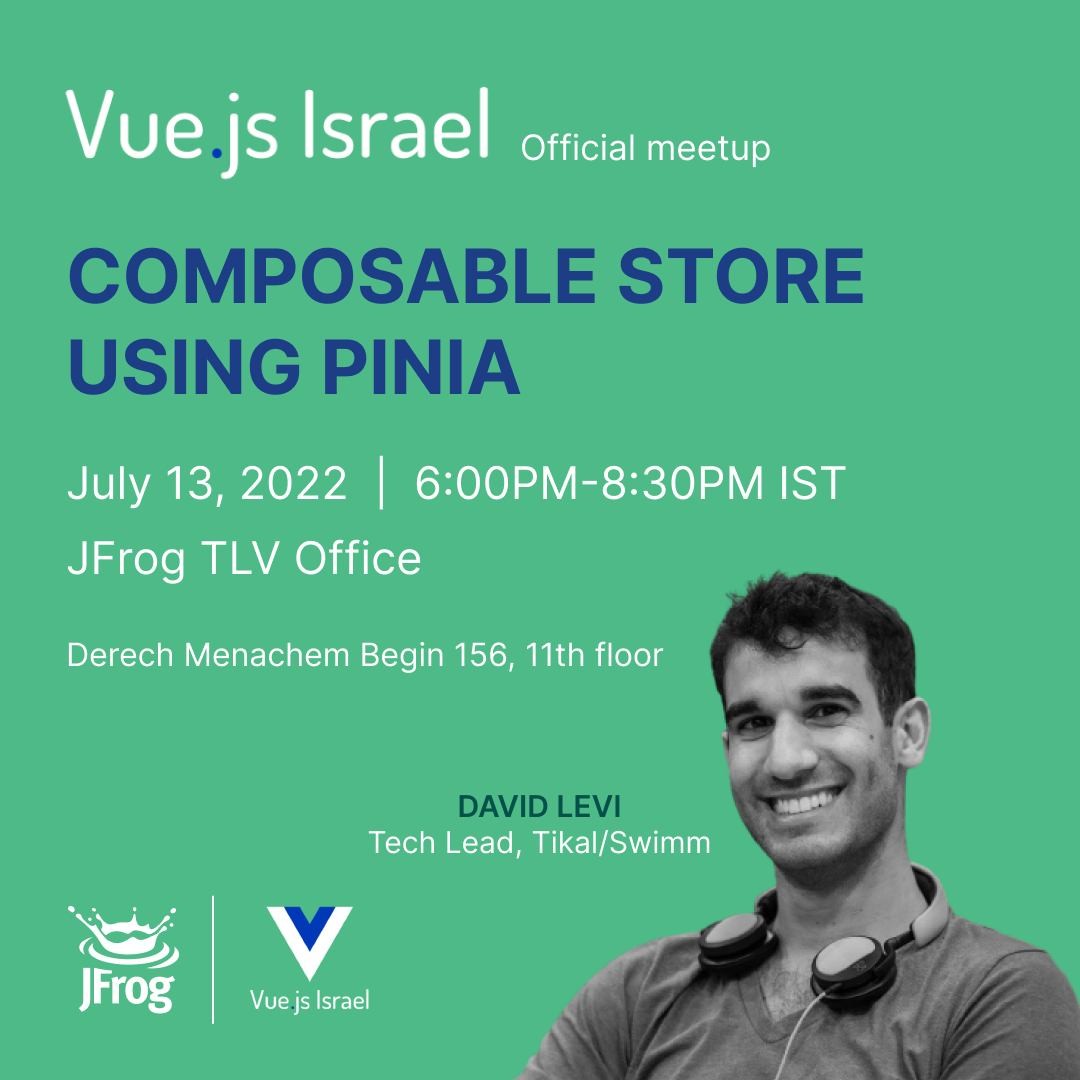 Vue.js Israel Official meetup
COMPOSABLE STORE
USING PINIA
July 13, 2022 | 6:00PM-8:30PM IST
JFrog TLV Office
Derech Menachem Begin 156, 11th floor
DAVID LEVI
Tech Lead, Tikal/Swimm
JFrog
Vue.js Israel